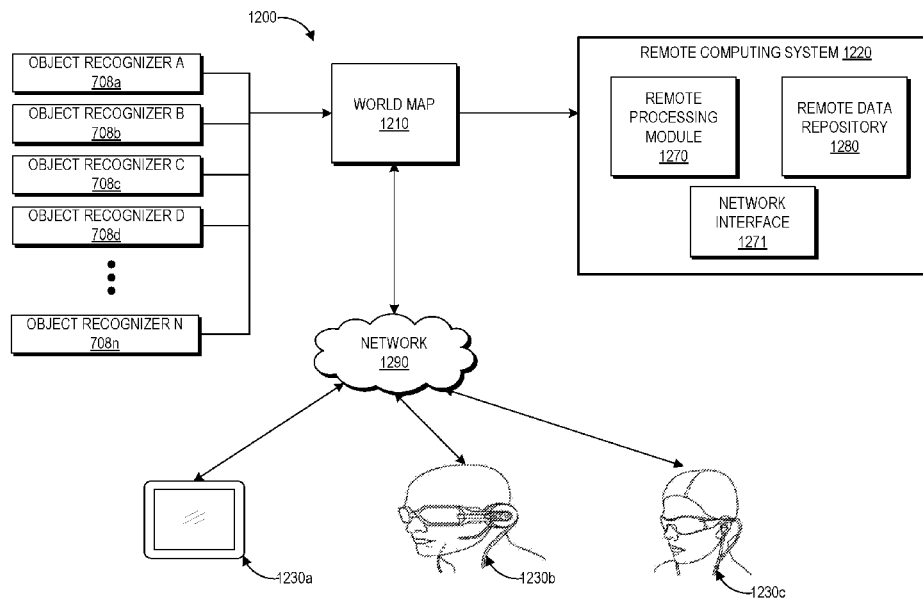 1200
OBJECT RECOGNIZER A
708a
OBJECT RECOGNIZER B
708b
OBJECT RECOGNIZER C
708c
OBJECT RECOGNIZER D
708d
OBJECT RECOGNIZER N
708n
WORLD MAP
1210
REMOTE COMPUTING SYSTEM 1220
REMOTE
PROCESSING
MODULE
1270
REMOTE DATA
REPOSITORY
1280
NETWORK
INTERFACE
1271
NETWORK
1290
1230a
1230b
1230c